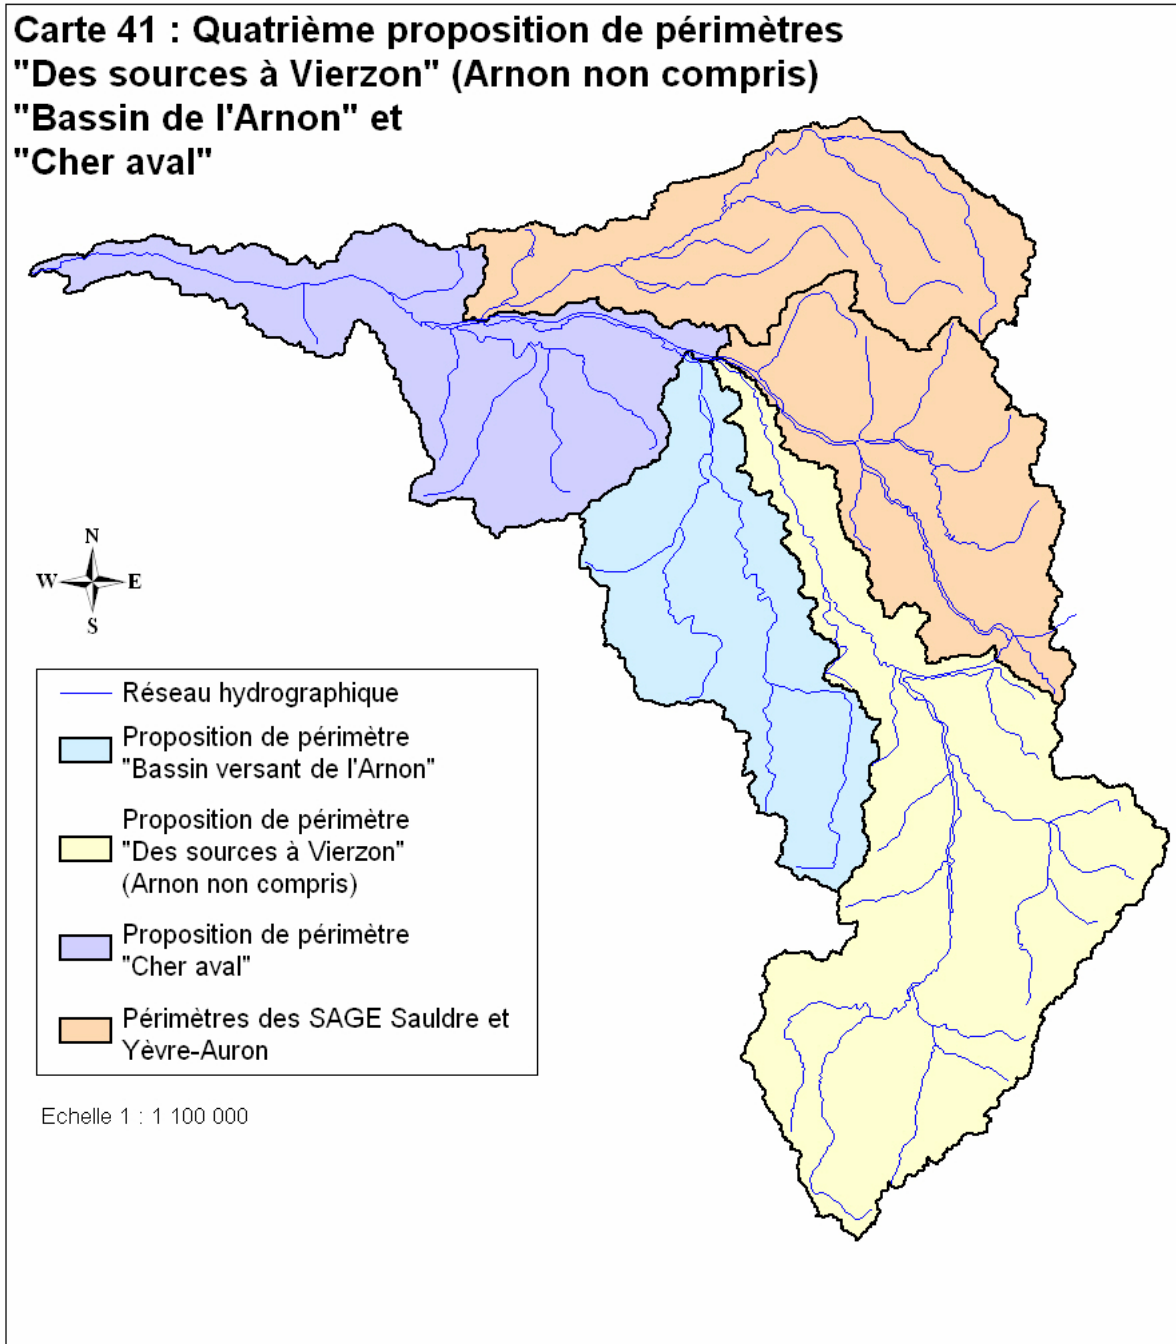 Carte 41 : Quatrième proposition de périmètres
"Des sources à Vierzon" (Arnon non compris)
"Bassin de l'Arnon" et
"Cher aval"
N
W
E
S
Réseau hydrographique
Proposition de périmètre
"Bassin versant de l'Arnon"
Proposition de périmètre
"Des sources à Vierzon"
(Arnon non compris)
Proposition de périmètre
"Cher aval"
Périmètres des SAGE Sauldre et
Yèvre-Auron
Echelle 1 : 1 100 000